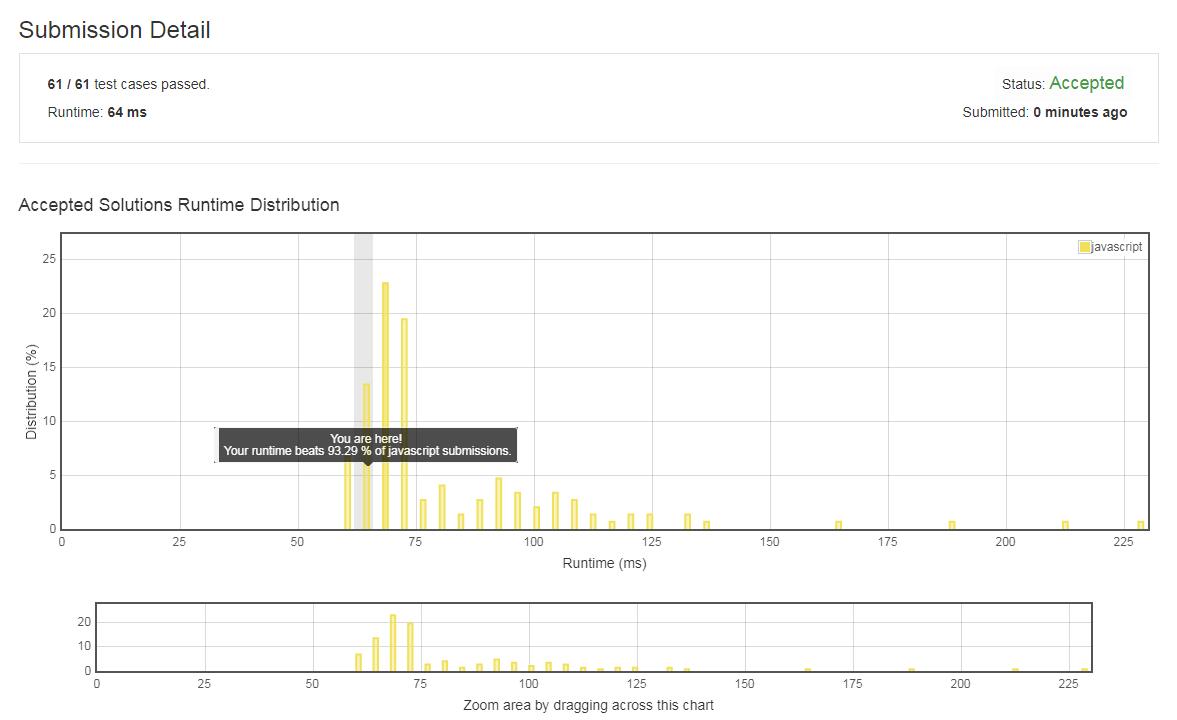 Submission Detail
61 / 61 test cases passed.
Status: Accepted
Runtime: 64 ms
Submitted: 0 minutes ago
Accepted Solutions Runtime Distribution
javascript
25
20
15
10
5
0
Distribution (%)
You are here!
Your runtime beats 93.29 % of javascript submissions.
0 25 50 75 100 125 150 175 200 225
Runtime (ms)
20
10
0
0 25 50 75 100 125 150 175 200 225
Zoom area by dragging across this chart